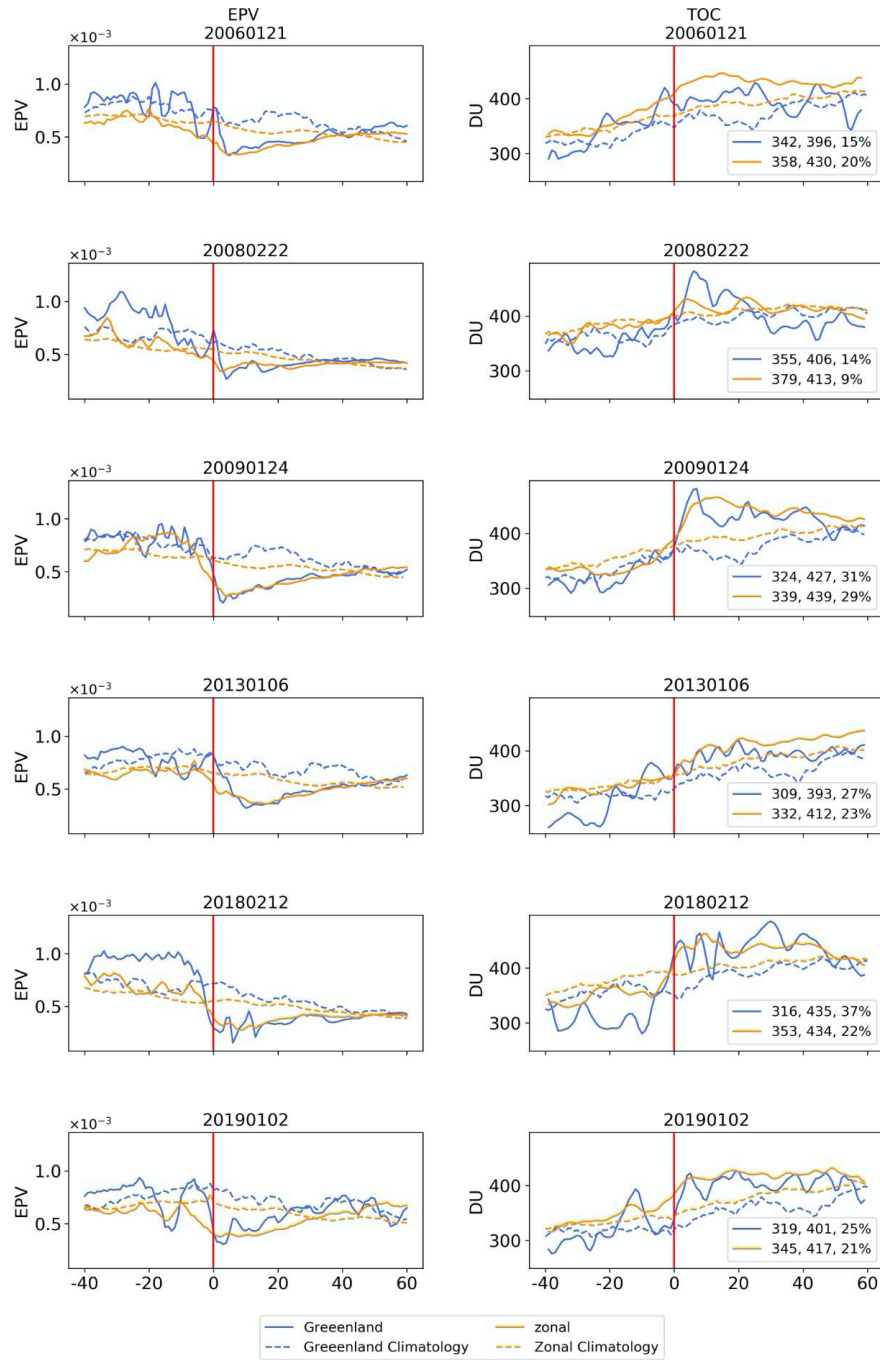 EPV
20060121
TOC
20060121
×10⁻³
EPV
1.0
0.5
DU
400
300
342, 396, 15%
358, 430, 20%
20080222
20080222
×10⁻³
EPV
1.0
0.5
DU
400
300
355, 406, 14%
379, 413, 9%
20090124
20090124
×10⁻³
EPV
1.0
0.5
DU
400
300
324, 427, 31%
339, 439, 29%
20130106
20130106
×10⁻³
EPV
1.0
0.5
DU
400
300
309, 393, 27%
332, 412, 23%
20180212
20180212
×10⁻³
EPV
1.0
0.5
DU
400
300
316, 435, 37%
353, 434, 22%
20190102
20190102
×10⁻³
EPV
1.0
0.5
DU
400
300
319, 401, 25%
345, 417, 21%
-40 -20 0 20 40 60
-40 -20 0 20 40 60
Greeenland
zonal
Greeenland Climatology
Zonal Climatology